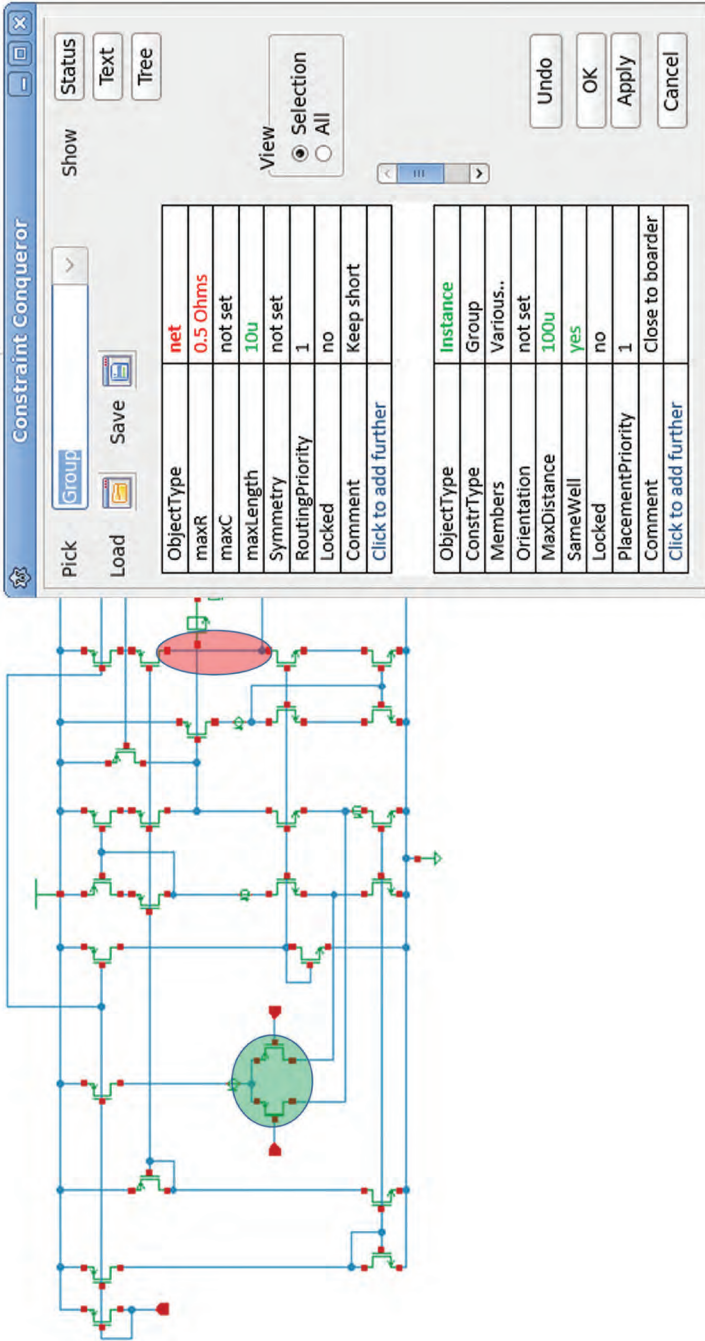 Constraint Conqueror
Pick
Group
Show
Status
Load
Save
Text
Tree
ObjectType net
maxR 0.5 Ohms
maxC not set
maxLength 10u
Symmetry not set
RoutingPriority 1
Locked no
Comment Keep short
Click to add further
View
Selection
All
ObjectType Instance
ConstrType Group
Members Various..
Orientation not set
MaxDistance 100u
SameWell yes
Locked no
PlacementPriority 1
Comment Close to boarder
Click to add further
Undo
OK
Apply
Cancel